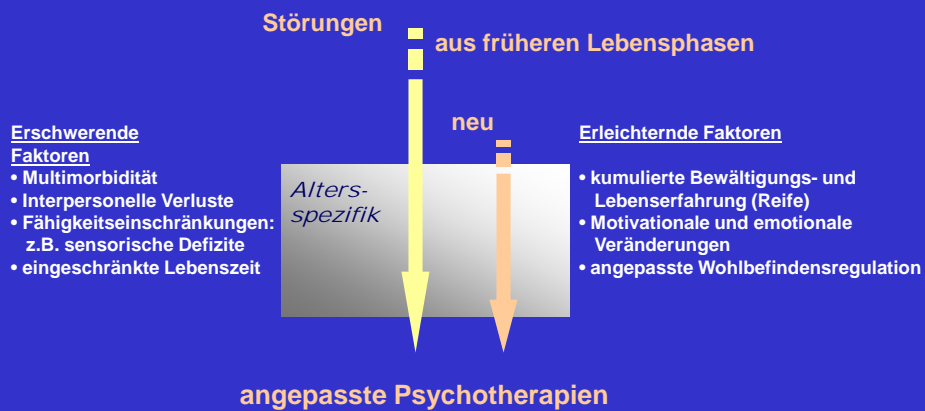 Störungen
aus früheren Lebensphasen
neu
Erschwerende
Faktoren
• Multimorbidität
• Interpersonelle Verluste
• Fähigkeitseinschränkungen:
z.B. sensorische Defizite
• eingeschränkte Lebenszeit
Alters-
spezifik
Erleichternde Faktoren
• kumulierte Bewältigungs- und
Lebenserfahrung (Reife)
• Motivationale und emotionale
Veränderungen
• angepasste Wohlbefindensregulation
angepasste Psychotherapien